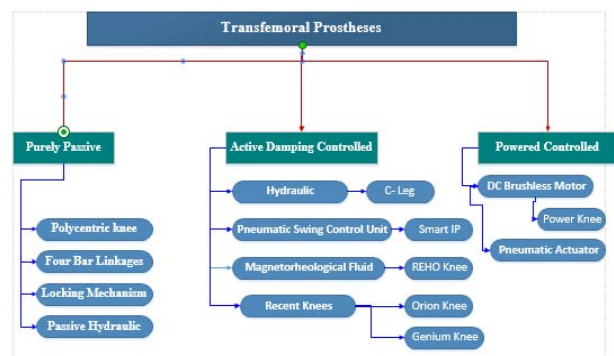 Transfemoral Prostheses
Purely Passive
Active Damping Controlled
Powered Controlled
Polycentric knee
Four Bar Linkages
Locking Mechanism
Passive Hydraulic
Hydraulic
C- Leg
Pneumatic Swing Control Unit
Smart IP
Magnetorheological Fluid
REHO Knee
Recent Knees
Orion Knee
Genium Knee
DC Brushless Motor
Power Knee
Pneumatic Actuator